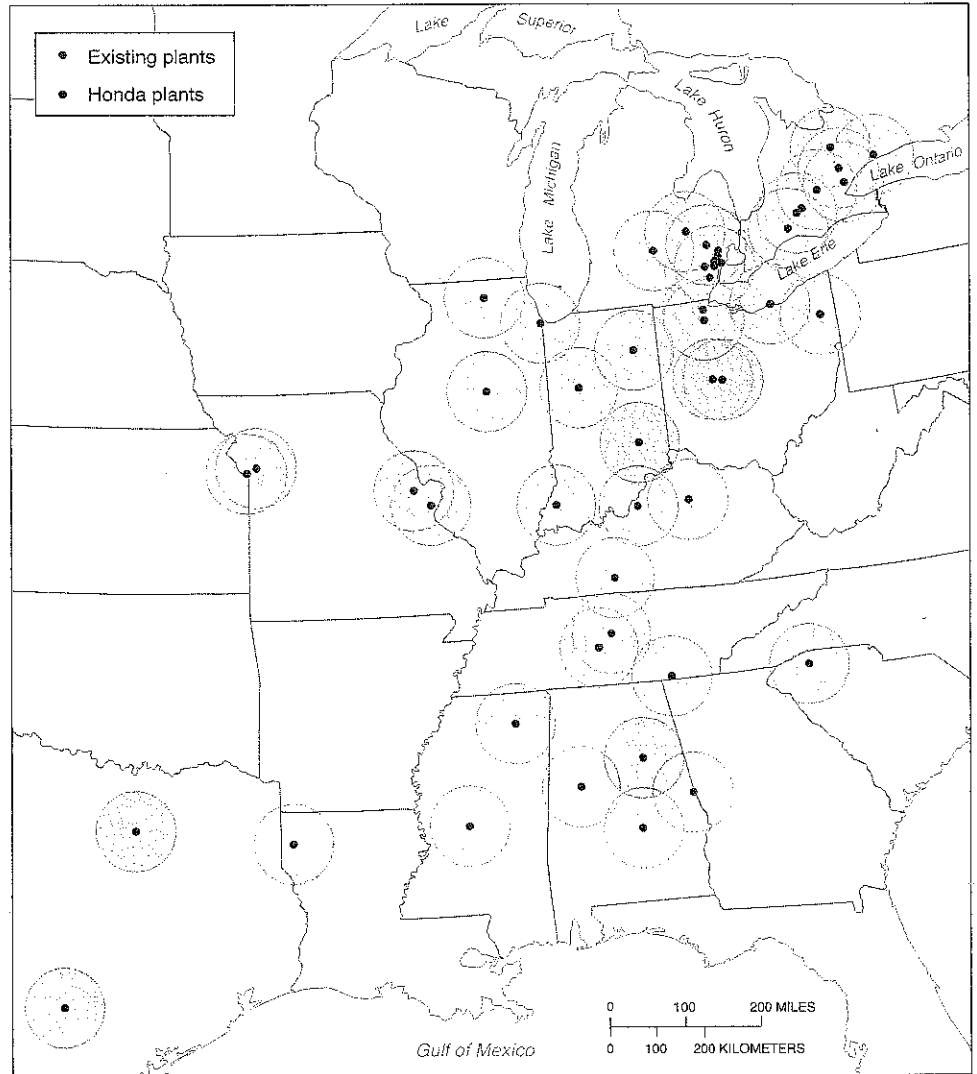 Existing plants
Honda plants
Lake Superior
Lake Michigan
Lake Huron
Lake Ontario
Lake Erie
0 100 200 MILES
0 100 200 KILOMETERS
Gulf of Mexico